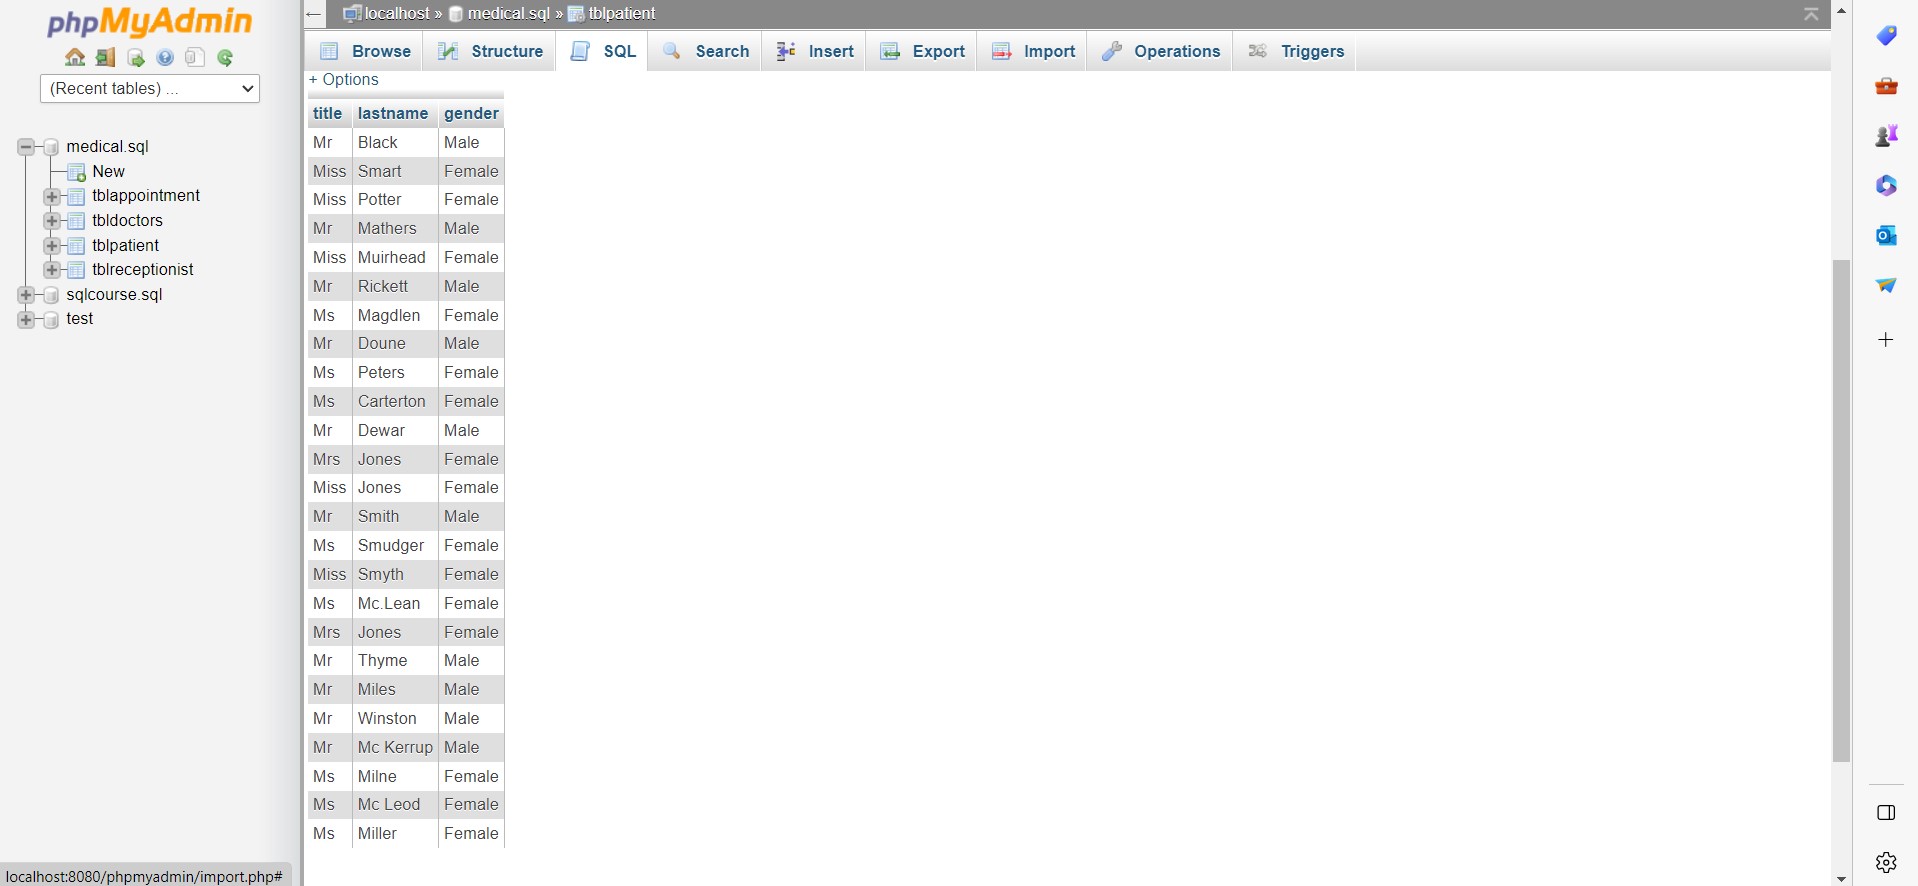 phpMyAdmin
(Recent tables) ...
medical.sql
New
tblappointment
tbldoctors
tblpatient
tblreceptionist
sqlcourse.sql
test
localhost:8080/phpmyadmin/import.php#
localhost » medical.sql » tblpatient
Browse Structure SQL Search Insert Export Import Operations Triggers
+ Options
title lastname gender
Mr Black Male
Miss Smart Female
Miss Potter Female
Mr Mathers Male
Miss Muirhead Female
Mr Rickett Male
Ms Magdlen Female
Mr Doune Male
Ms Peters Female
Ms Carterton Female
Mr Dewar Male
Mrs Jones Female
Miss Jones Female
Mr Smith Male
Ms Smudger Female
Miss Smyth Female
Ms Mc.Lean Female
Mrs Jones Female
Mr Thyme Male
Mr Miles Male
Mr Winston Male
Mr Mc Kerrup Male
Ms Milne Female
Ms Mc Leod Female
Ms Miller Female